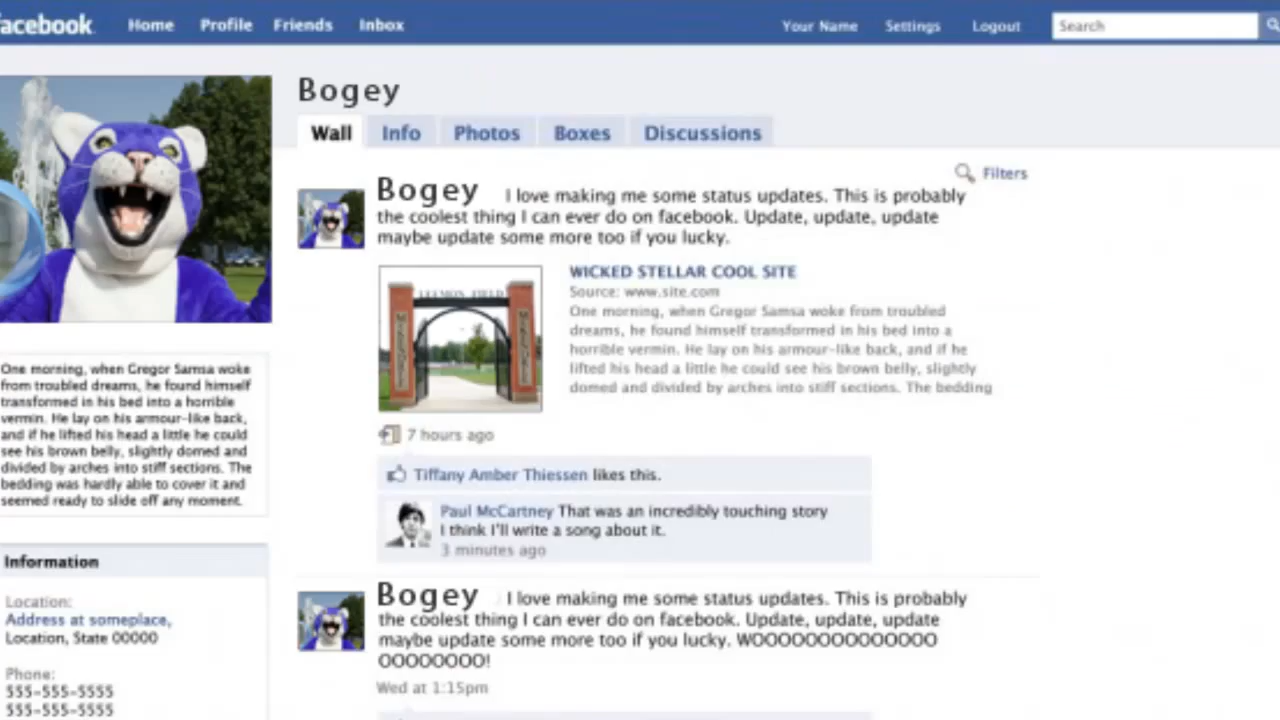 facebook Home Profile Friends Inbox Your Name Settings Logout Search
Bogey
Wall Info Photos Boxes Discussions
Filters
Bogey I love making me some status updates. This is probably
the coolest thing I can ever do on facebook. Update, update, update
maybe update some more too if you lucky.
WICKED STELLAR COOL SITE
Source: www.site.com
One morning, when Gregor Samsa woke from troubled
dreams, he found himself transformed in his bed into a
horrible vermin. He lay on his armour-like back, and if he
lifted his head a little he could see his brown belly, slightly
domed and divided by arches into stiff sections. The bedding
7 hours ago
Tiffany Amber Thiessen likes this.
Paul McCartney That was an incredibly touching story
I think I'll write a song about it.
3 minutes ago
Bogey I love making me some status updates. This is probably
the coolest thing I can ever do on facebook. Update, update, update
maybe update some more too if you lucky. WOOOOOOOOOOOOOO
OOOOOOOO!
Wed at 1:15pm
One morning, when Gregor Samsa woke
from troubled dreams, he found himself
transformed in his bed into a horrible
vermin. He lay on his armour-like back,
and if he lifted his head a little he could
see his brown belly, slightly domed and
divided by arches into stiff sections. The
bedding was hardly able to cover it and
seemed ready to slide off any moment.
Information
Location:
Address at someplace,
Location, State 00000
Phone:
555-555-5555
555-555-5555